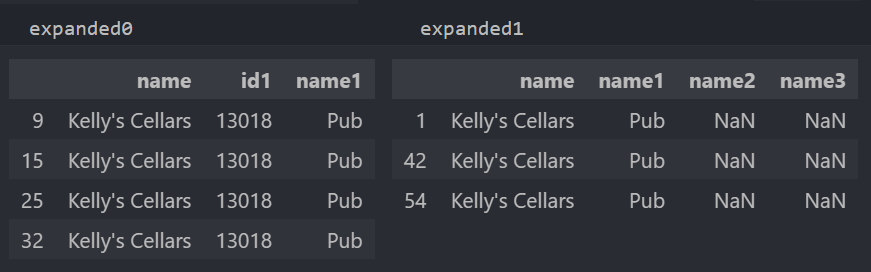 expanded0 expanded1
name id1 name1 name name1 name2 name3
9 Kelly's Cellars 13018 Pub 1 Kelly's Cellars Pub NaN NaN
15 Kelly's Cellars 13018 Pub 42 Kelly's Cellars Pub NaN NaN
25 Kelly's Cellars 13018 Pub 54 Kelly's Cellars Pub NaN NaN
32 Kelly's Cellars 13018 Pub